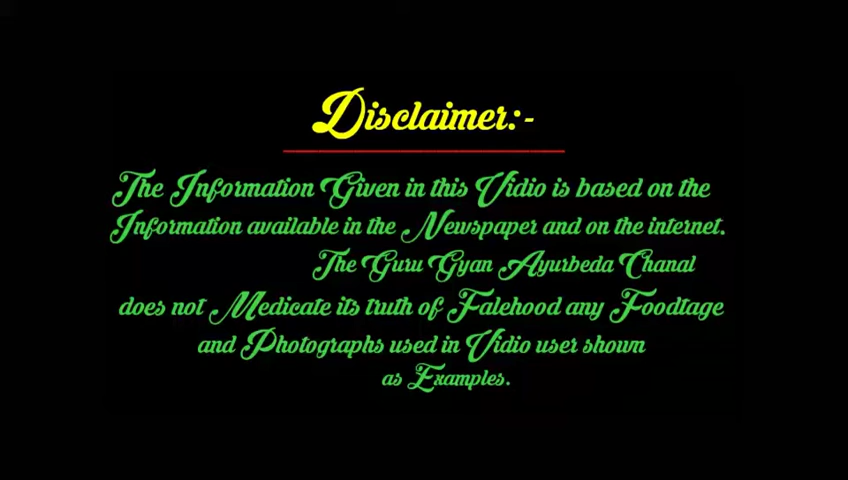 Disclaimer:-
The Information Given in this Vidio is based on the
Information available in the Newspaper and on the internet.
The Guru Gyan Ayurbeda Chanal
does not Medicate its truth of Falehood any Foodtage
and Photographs used in Vidio user shown
as Examples.